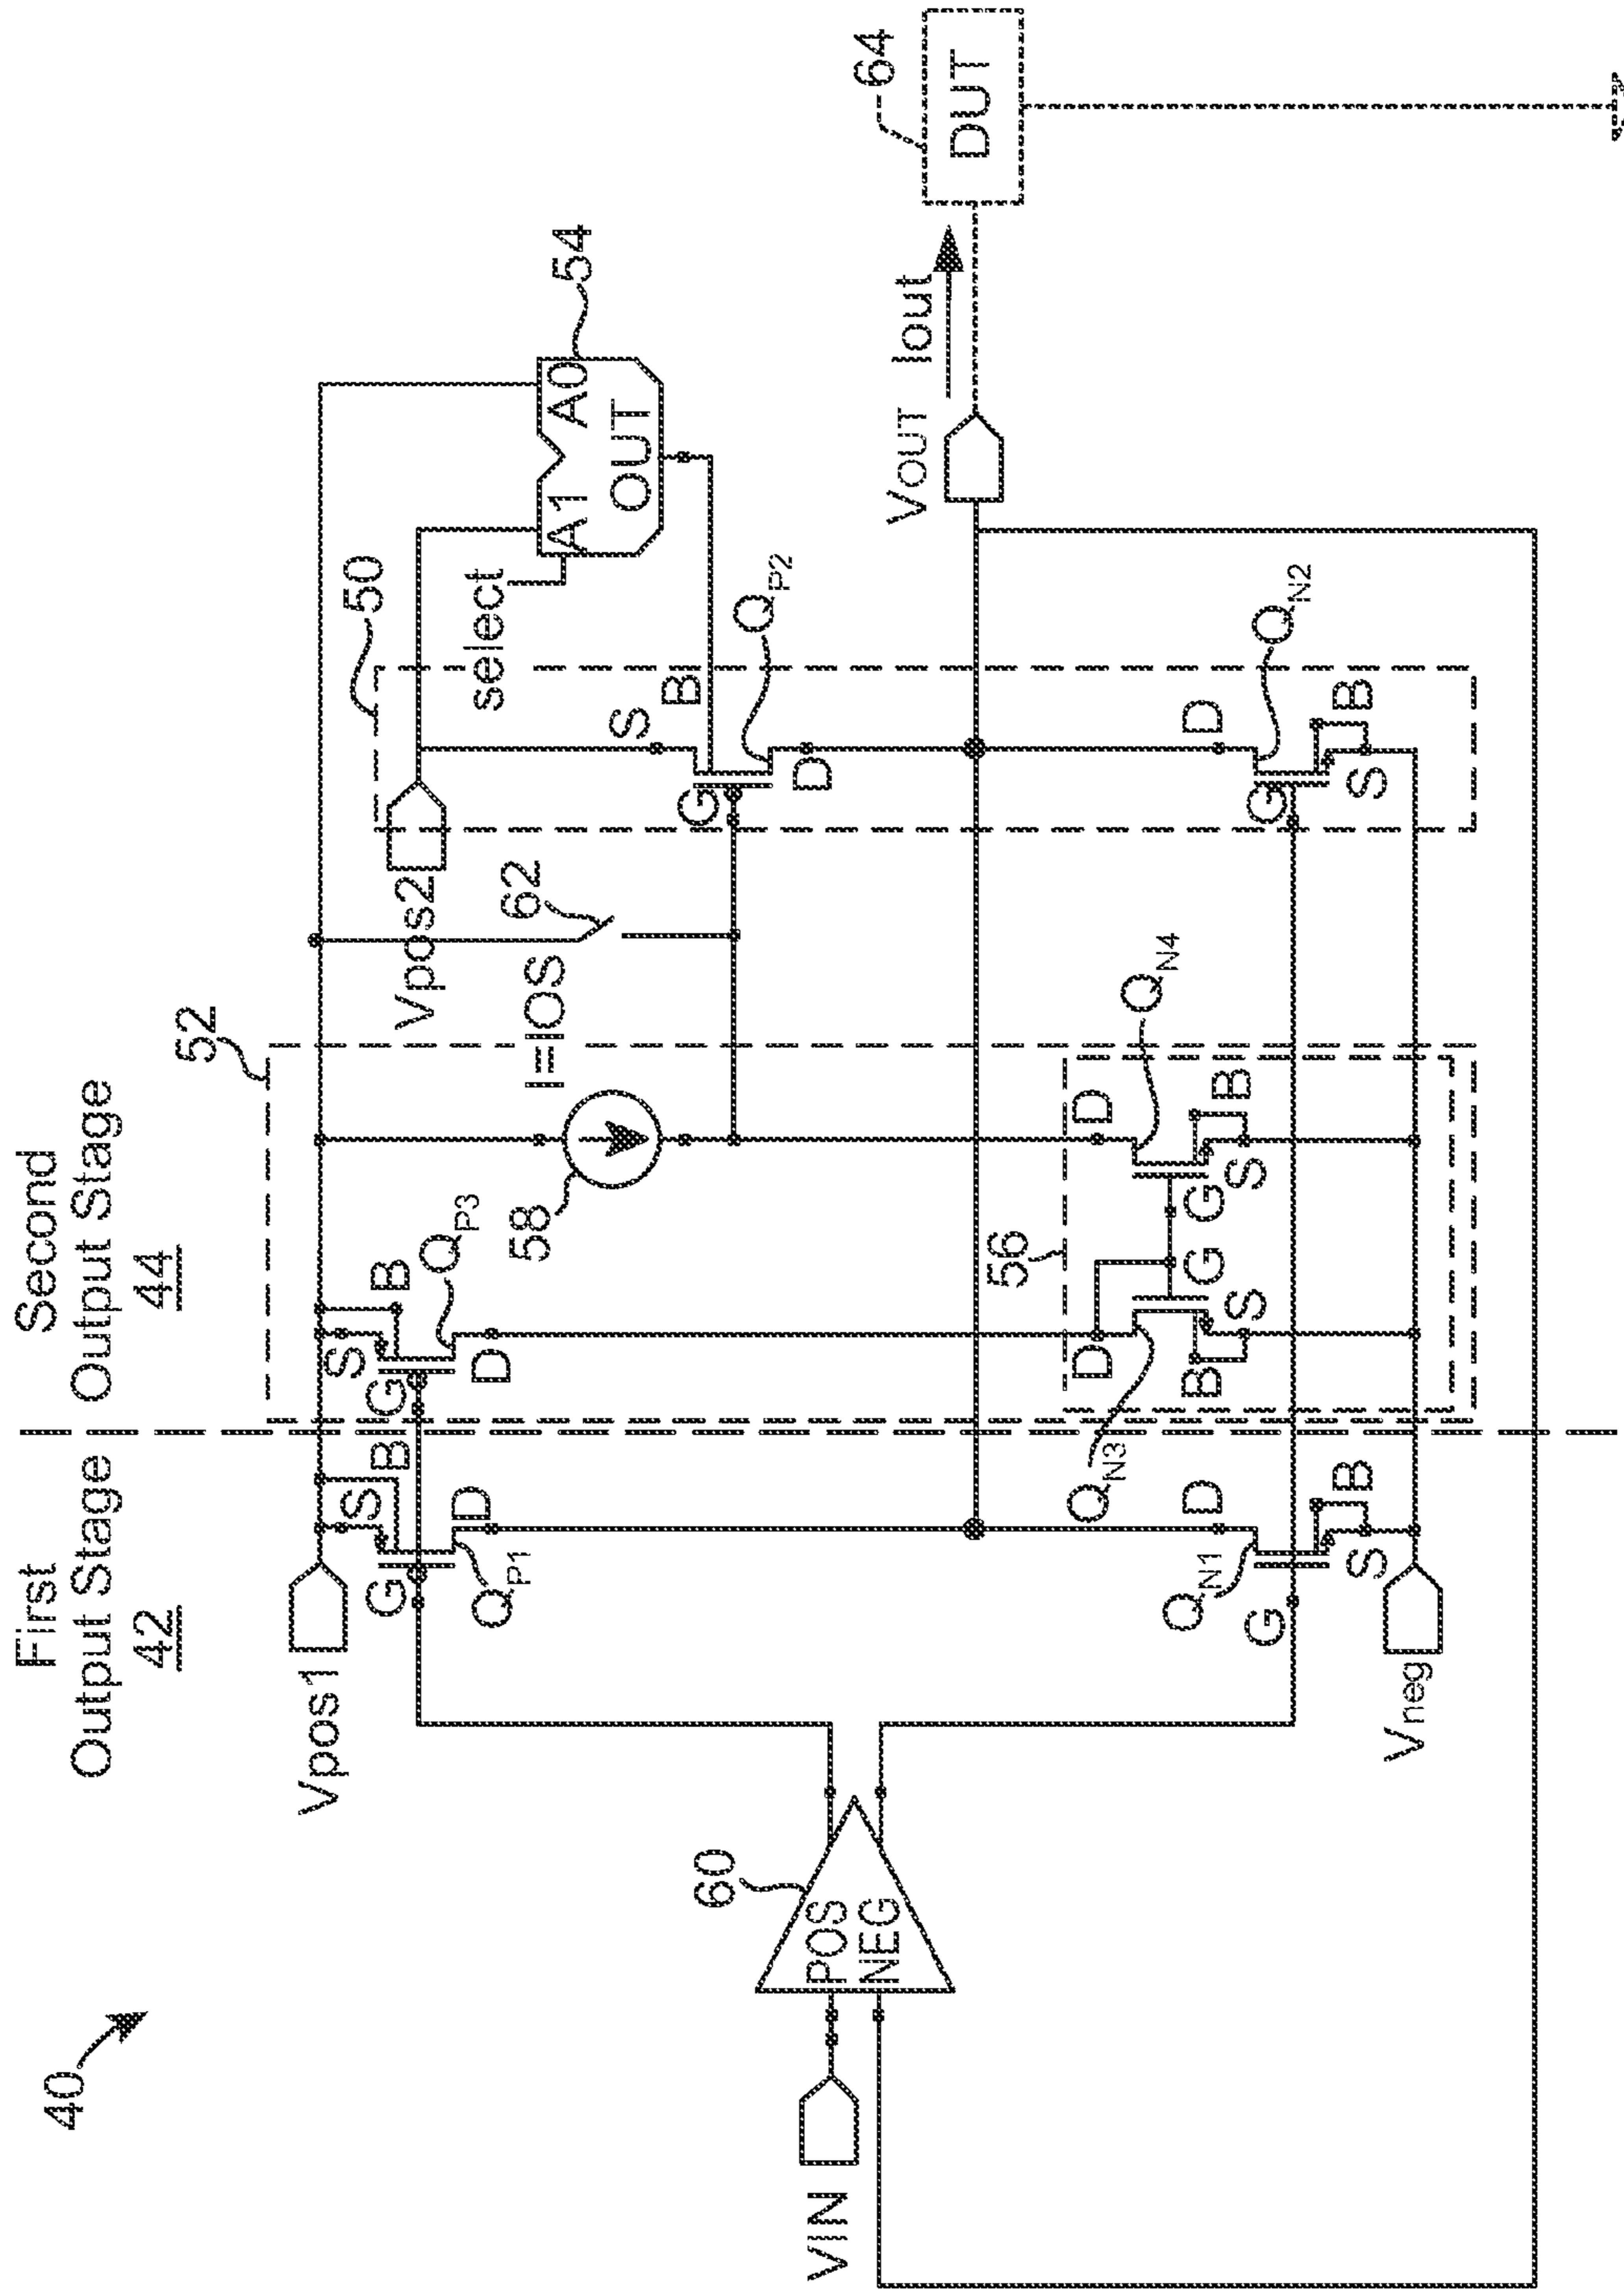 40
First
Output Stage
42
Second
Output Stage
44
Vpos1
52
50
Vpos2
select
A1 A0
OUT
54
I=IOS
58
62
S
B
G
D
QP1
S
B
G
D
QP3
S
B
G
D
QP2
60
POS
NEG
VIN
VOUT
Iout
64
DUT
56
D
G
S
B
QN1
D
G
S
B
QN3
D
G
S
B
QN4
D
G
S
B
QN2
Vneg